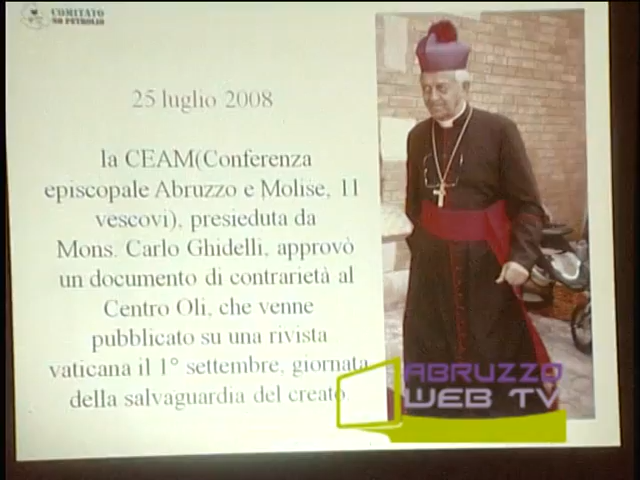 COMITATO
NO PETROLIO
25 luglio 2008
la CEAM(Conferenza
episcopale Abruzzo e Molise, 11
vescovi), presieduta da
Mons. Carlo Ghidelli, approvò
un documento di contrarietà al
Centro Oli, che venne
pubblicato su una rivista
vaticana il 1° settembre, giornata
della salvaguardia del creato.
ABRUZZO
WEB TV